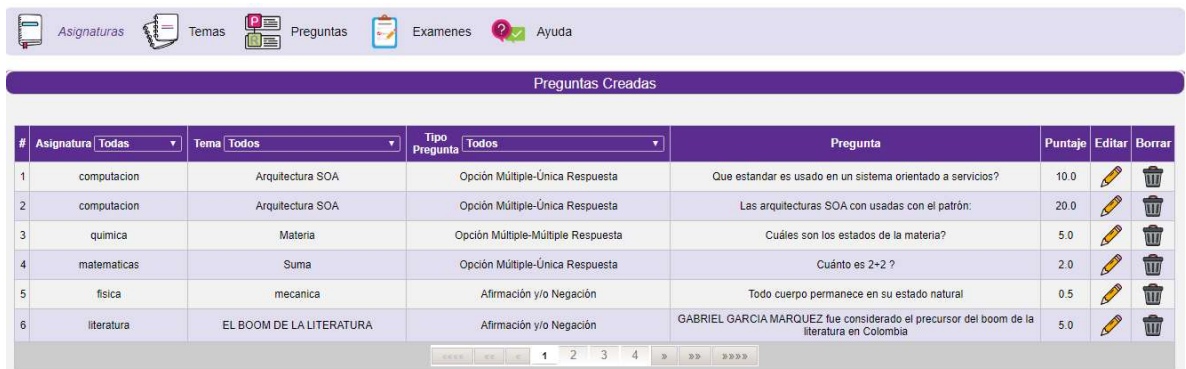 Asignaturas Temas P R Preguntas Examenes ? Ayuda
Preguntas Creadas
# Asignatura Todas Tema Todos Tipo Pregunta Todos Pregunta Puntaje Editar Borrar
1 computacion Arquitectura SOA Opción Múltiple-Única Respuesta Que estandar es usado en un sistema orientado a servicios? 10.0
2 computacion Arquitectura SOA Opción Múltiple-Única Respuesta Las arquitecturas SOA con usadas con el patrón: 20.0
3 quimica Materia Opción Múltiple-Múltiple Respuesta Cuáles son los estados de la materia? 5.0
4 matematicas Suma Opción Múltiple-Única Respuesta Cuánto es 2+2 ? 2.0
5 fisica mecanica Afirmación y/o Negación Todo cuerpo permanece en su estado natural 0.5
6 literatura EL BOOM DE LA LITERATURA Afirmación y/o Negación GABRIEL GARCIA MARQUEZ fue considerado el precursor del boom de la
literatura en Colombia 5.0
«««« «« « 1 2 3 4 » »» »»»»